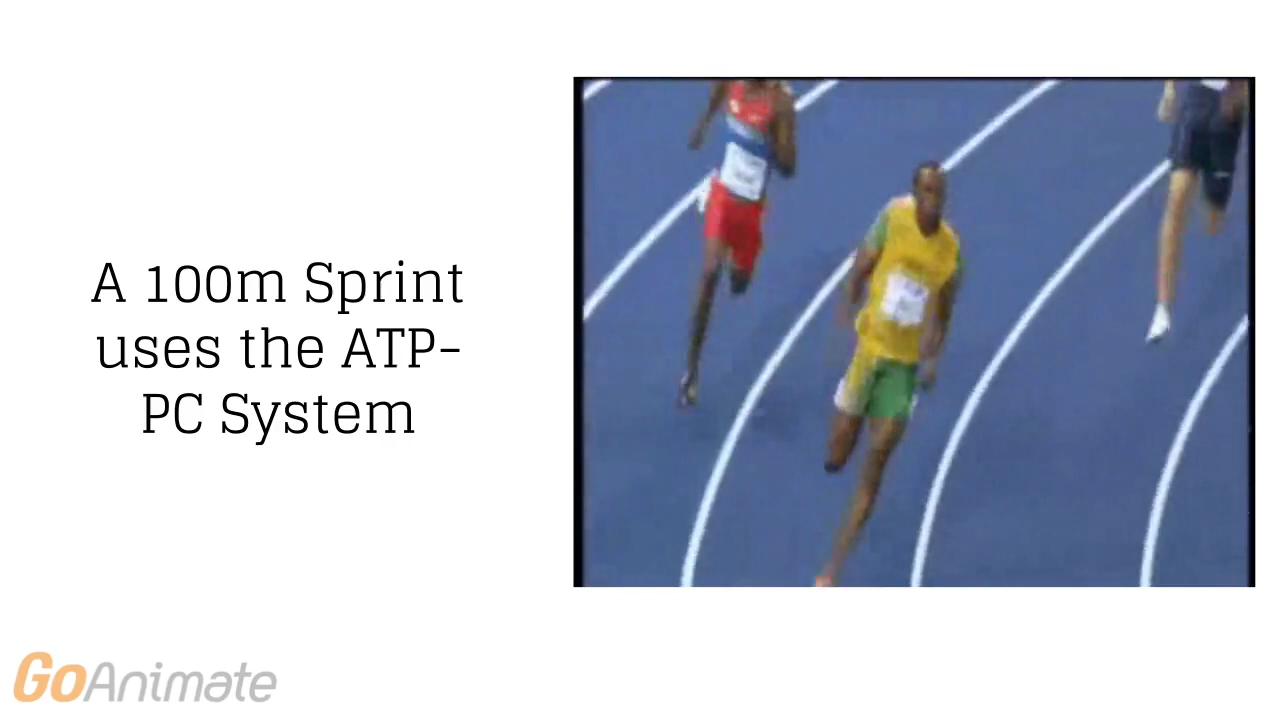 A 100m Sprint
uses the ATP-
PC System
GoAnimate